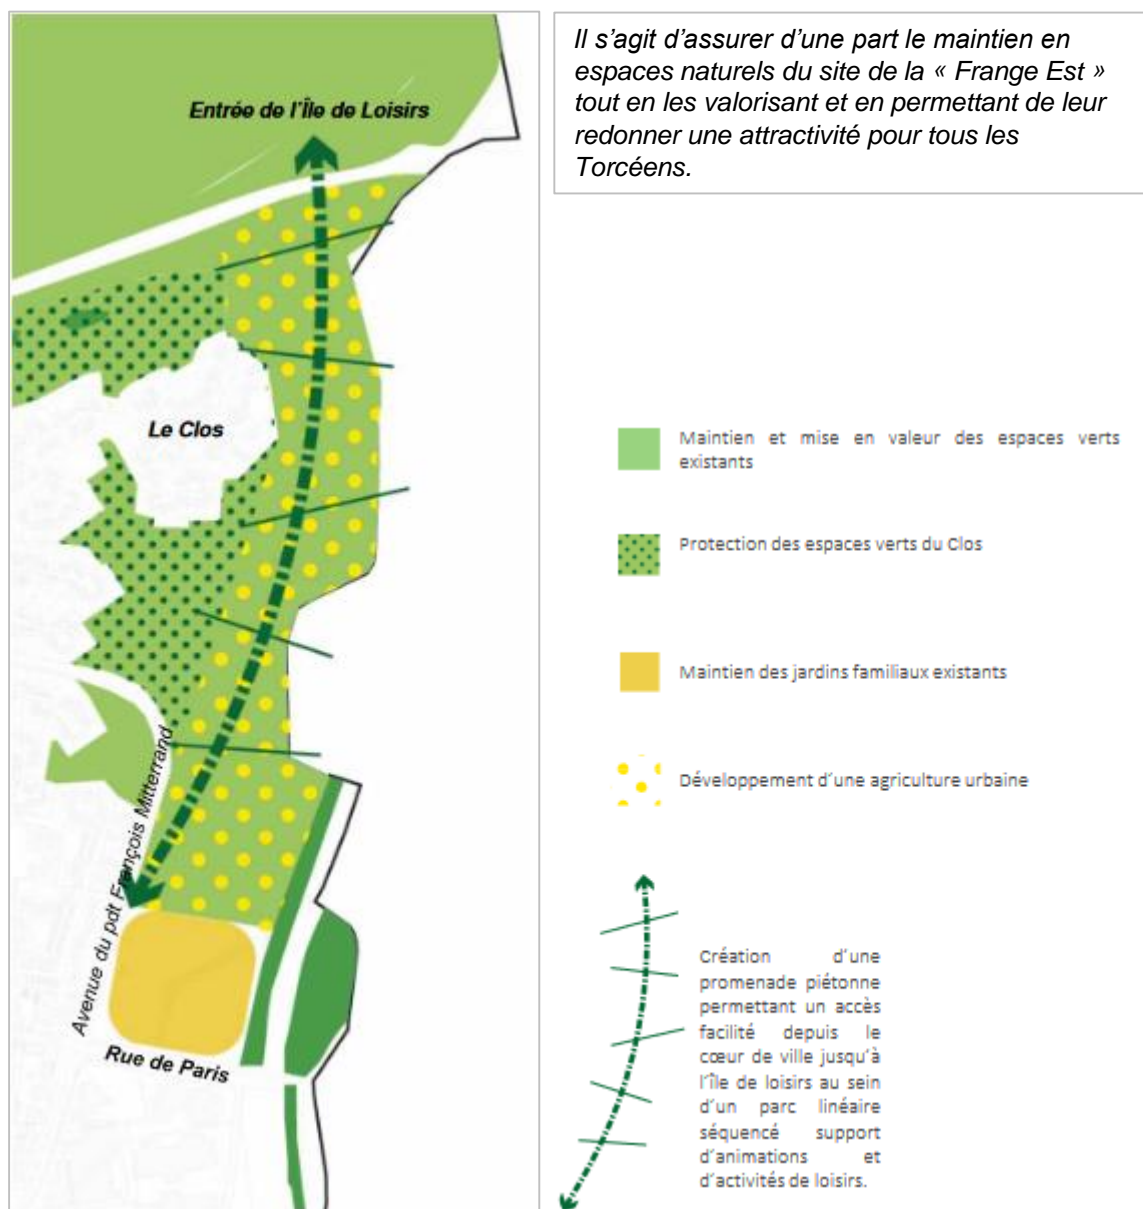 Il s'agit d'assurer d'une part le maintien en
espaces naturels du site de la « Frange Est »
tout en les valorisant et en permettant de leur
redonner une attractivité pour tous les
Torcéens.
Entrée de l'Île de Loisirs
Le Clos
Avenue du pdt François Mitterrand
Rue de Paris
Maintien et mise en valeur des espaces verts
existants
Protection des espaces verts du Clos
Maintien des jardins familiaux existants
Développement d'une agriculture urbaine
Création d'une
promenade piétonne
permettant un accès
facilité depuis le
cœur de ville jusqu'à
l'île de loisirs au sein
d'un parc linéaire
séquencé support
d'animations et
d'activités de loisirs.